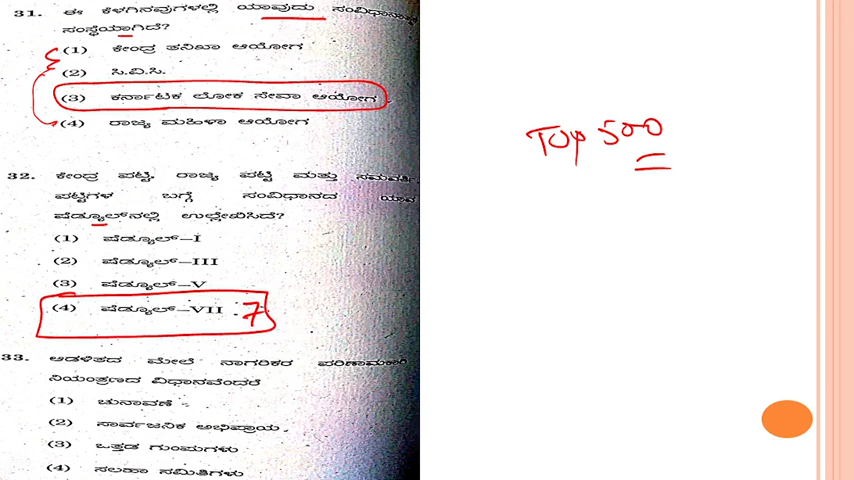 31. ಈ ಕೆಳಗಿನವುಗಳಲ್ಲಿ ಯಾವುದು
ಸಂಸ್ಥೆಯಾಗಿದೆ?
(1) ಕೇಂದ್ರ ತನಿಖಾ ಆಯೋಗ
(2) ಸಿ.ವಿ.ಸಿ.
(3) ಕರ್ನಾಟಕ ಲೋಕ ಸೇವಾ ಆಯೋಗ
(4) ರಾಜ್ಯ ಮಹಿಳಾ ಆಯೋಗ
32. ಕೇಂದ್ರ ಪಟ್ಟಿ, ರಾಜ್ಯ ಪಟ್ಟಿ ಮತ್ತು ಸಮವರ್ತಿ
ಪಟ್ಟಿಗಳ ಬಗ್ಗೆ ಸಂವಿಧಾನದ ಯಾವ
ಷೆಡ್ಯೂಲ್‌ನಲ್ಲಿ ಉಲ್ಲೇಖಿಸಿದೆ?
(1) ಷೆಡ್ಯೂಲ್–I
(2) ಷೆಡ್ಯೂಲ್–III
(3) ಷೆಡ್ಯೂಲ್–V
(4) ಷೆಡ್ಯೂಲ್–VII 7
33. ಆಡಳಿತದ ಮೇಲೆ ನಾಗರಿಕರ ಪರಿಣಾಮಕಾರಿ
ನಿಯಂತ್ರಣದ ವಿಧಾನವೆಂದರೆ
(1) ಚುನಾವಣೆ
(2) ಸಾರ್ವಜನಿಕ ಅಭಿಪ್ರಾಯ
(3) ಒತ್ತಡ ಗುಂಪುಗಳು
(4) ಸಲಹಾ ಸಮಿತಿಗಳು
TOP 500